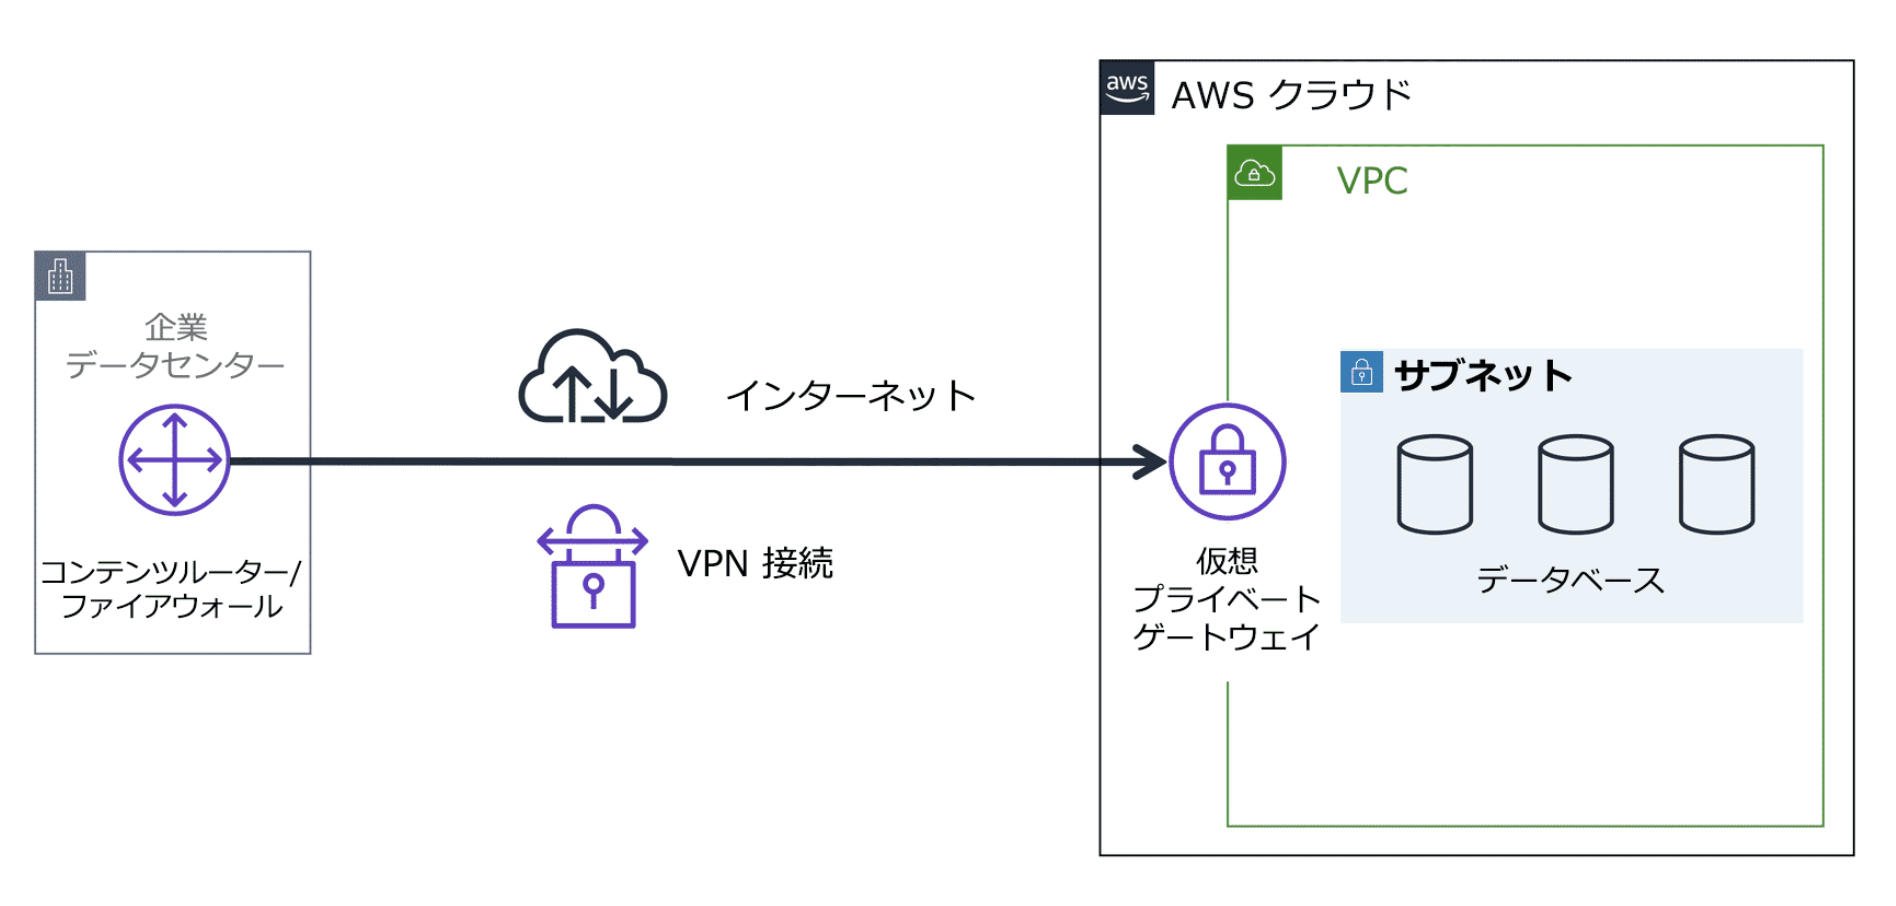 aws
AWS クラウド
VPC
企業
データセンター
インターネット
サブネット
コンテンツルーター/
ファイアウォール
VPN 接続
仮想
プライベート
ゲートウェイ
データベース